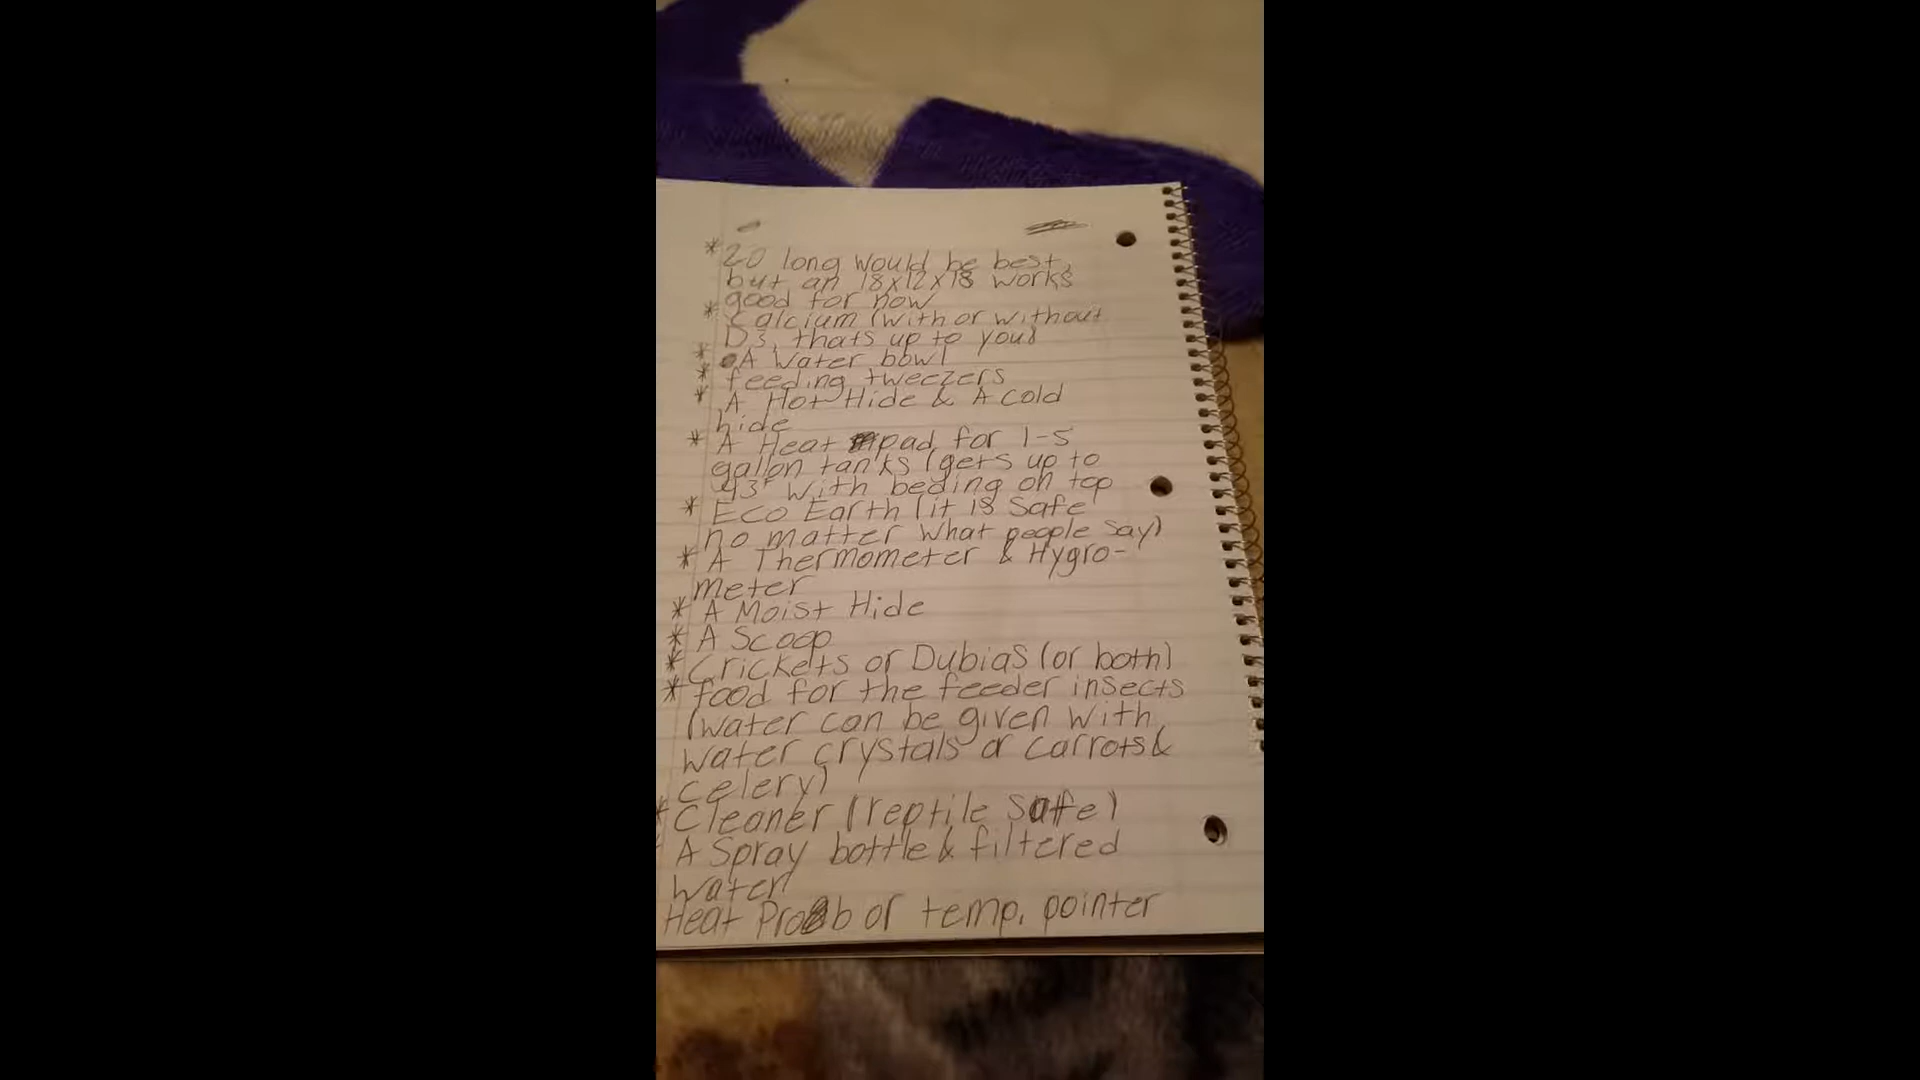 * 20 long would be best,
but an 18x12x18 works
good for now
* Calcium (with or without
D3, thats up to you)
* A Water bowl
* feeding tweezers
* A Hot Hide & A cold
hide
* A Heat pad for 1-5
gallon tanks (gets up to
93° with beding on top
* Eco Earth (it is safe
no matter what people say)
* A Thermometer & Hygro-
meter
* A Moist Hide
* A Scoop
* Crickets or Dubias (or both)
* food for the feeder insects
(water can be given with
water crystals or carrots &
celery)
* Cleaner (reptile safe)
A Spray bottle & filtered
water
Heat Prob or temp. pointer